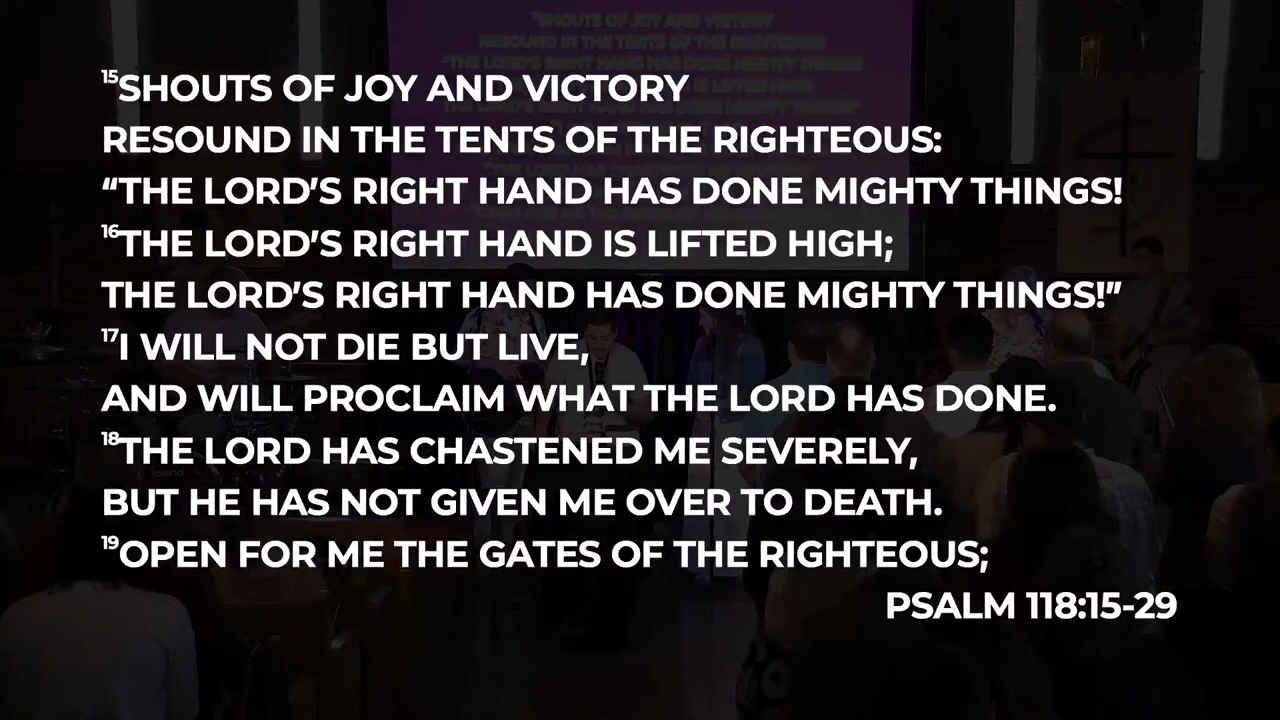 15SHOUTS OF JOY AND VICTORY
RESOUND IN THE TENTS OF THE RIGHTEOUS:
“THE LORD’S RIGHT HAND HAS DONE MIGHTY THINGS!
16THE LORD’S RIGHT HAND IS LIFTED HIGH;
THE LORD’S RIGHT HAND HAS DONE MIGHTY THINGS!”
17I WILL NOT DIE BUT LIVE,
AND WILL PROCLAIM WHAT THE LORD HAS DONE.
18THE LORD HAS CHASTENED ME SEVERELY,
BUT HE HAS NOT GIVEN ME OVER TO DEATH.
19OPEN FOR ME THE GATES OF THE RIGHTEOUS;
PSALM 118:15-29